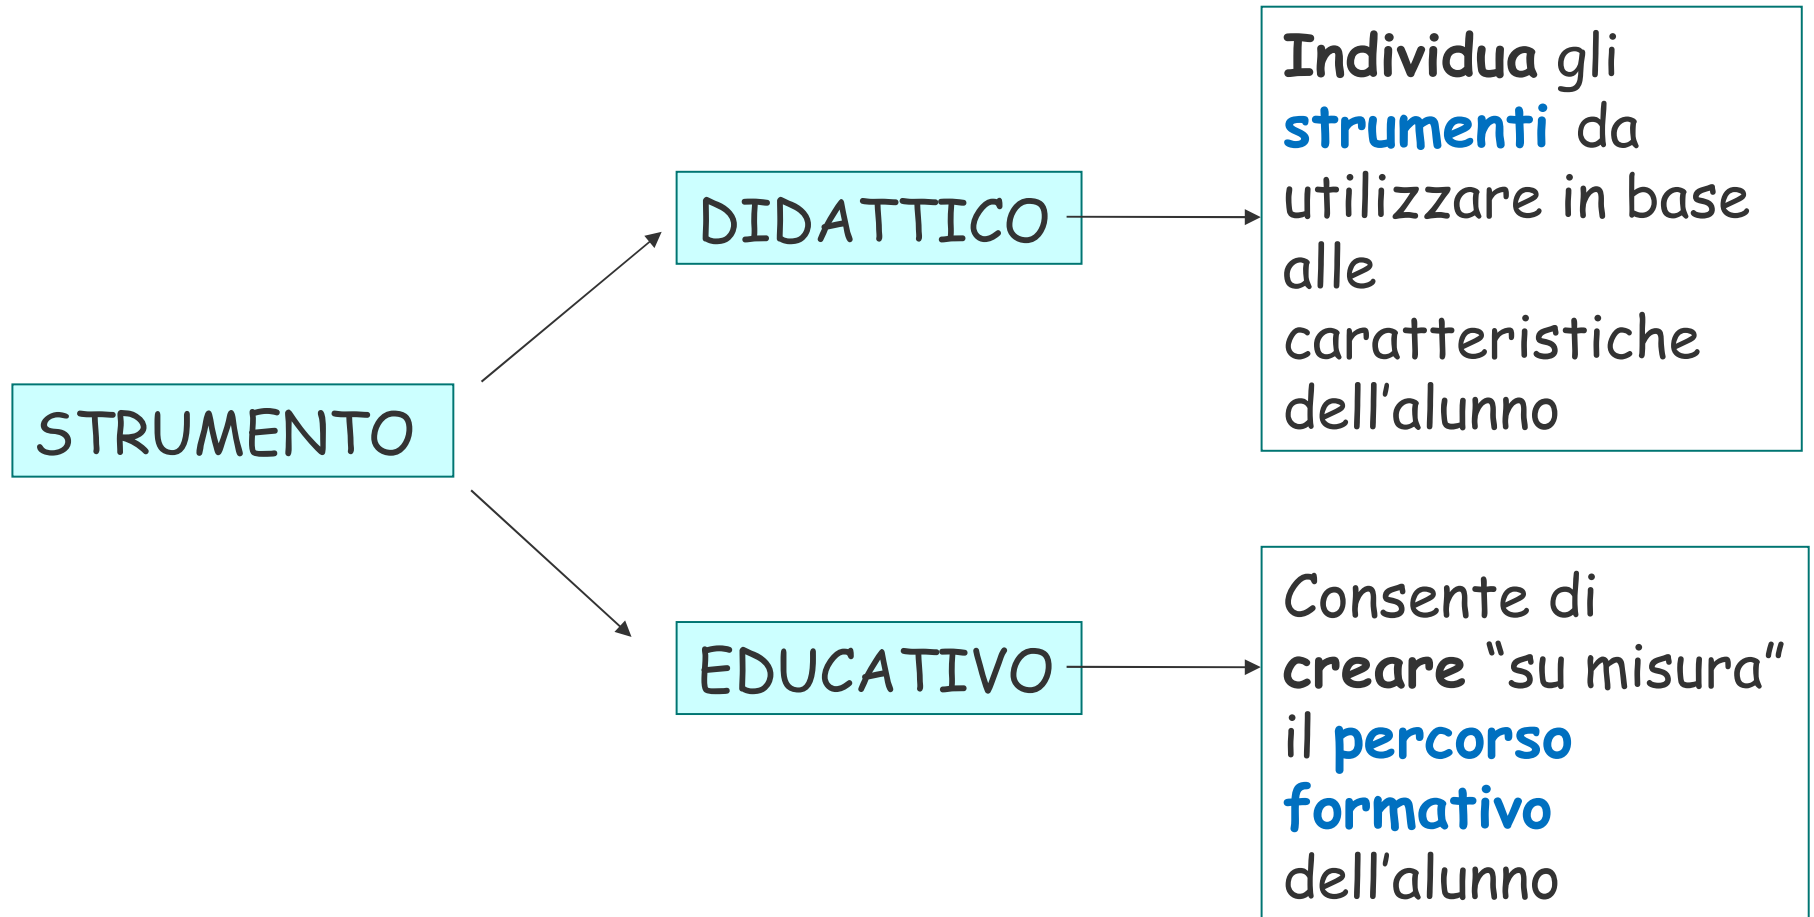 STRUMENTO
DIDATTICO
Individua gli
strumenti da
utilizzare in base
alle
caratteristiche
dell’alunno
EDUCATIVO
Consente di
creare “su misura”
il percorso
formativo
dell’alunno